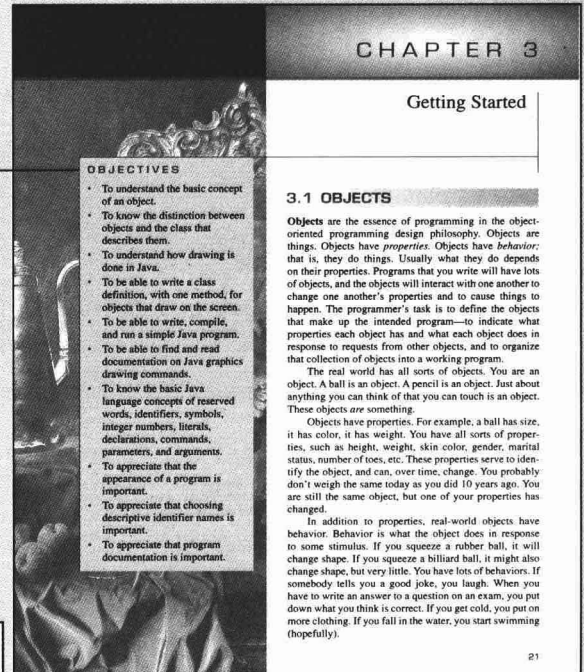 CHAPTER 3
Getting Started
OBJECTIVES
• To understand the basic concept
of an object.
• To know the distinction between
objects and the class that
describes them.
• To understand how drawing is
done in Java.
• To be able to write a class
definition, with one method, for
objects that draw on the screen.
• To be able to write, compile,
and run a simple Java program.
• To be able to find and read
documentation on Java graphics
drawing commands.
• To know the basic Java
language concepts of reserved
words, identifiers, symbols,
integer numbers, literals,
declarations, commands,
parameters, and arguments.
• To appreciate that the
appearance of a program is
important.
• To appreciate that choosing
descriptive identifier names is
important.
• To appreciate that program
documentation is important.
3.1 OBJECTS
Objects are the essence of programming in the object-
oriented programming design philosophy. Objects are
things. Objects have properties. Objects have behavior;
that is, they do things. Usually what they do depends
on their properties. Programs that you write will have lots
of objects, and the objects will interact with one another to
change one another's properties and to cause things to
happen. The programmer's task is to define the objects
that make up the intended program—to indicate what
properties each object has and what each object does in
response to requests from other objects, and to organize
that collection of objects into a working program.
The real world has all sorts of objects. You are an
object. A ball is an object. A pencil is an object. Just about
anything you can think of that you can touch is an object.
These objects are something.
Objects have properties. For example, a ball has size,
it has color, it has weight. You have all sorts of proper-
ties, such as height, weight, skin color, gender, marital
status, number of toes, etc. These properties serve to iden-
tify the object, and can, over time, change. You probably
don't weigh the same today as you did 10 years ago. You
are still the same object, but one of your properties has
changed.
In addition to properties, real-world objects have
behavior. Behavior is what the object does in response
to some stimulus. If you squeeze a rubber ball, it will
change shape. If you squeeze a billiard ball, it might also
change shape, but very little. You have lots of behaviors. If
somebody tells you a good joke, you laugh. When you
have to write an answer to a question on an exam, you put
down what you think is correct. If you get cold, you put on
more clothing. If you fall in the water, you start swimming
(hopefully).
21